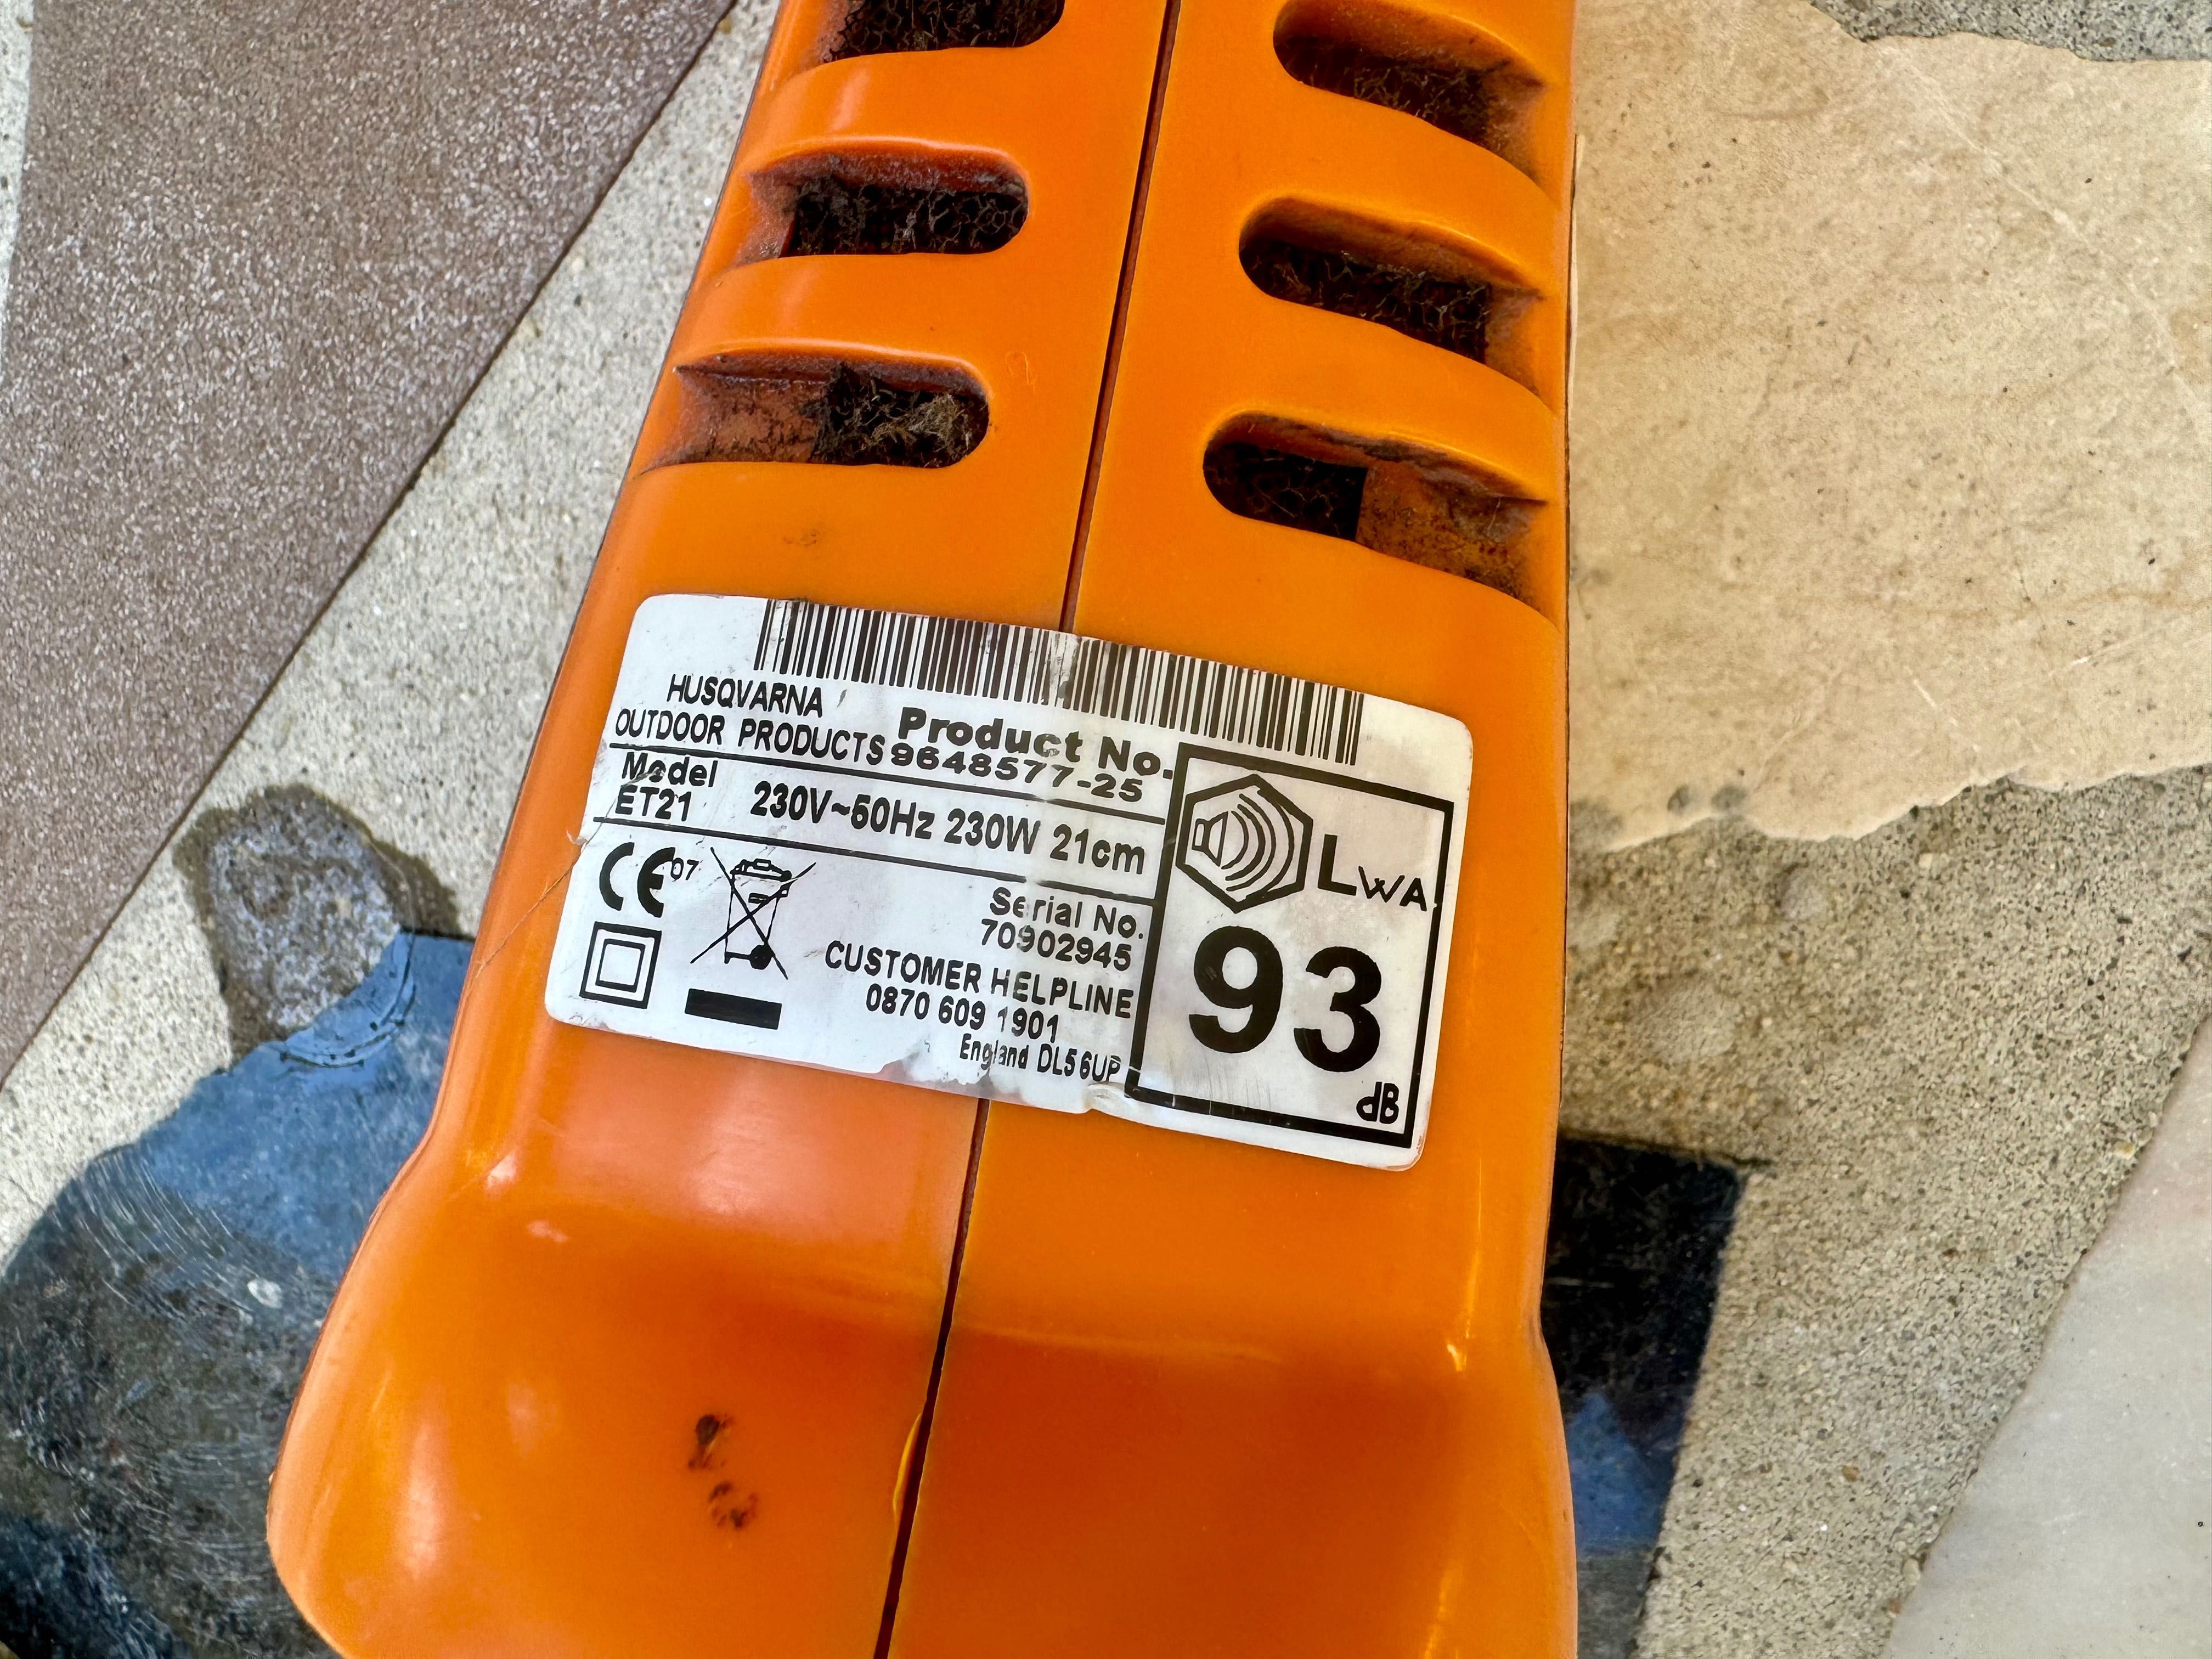 HUSQVARNA
OUTDOOR PRODUCTS
Product No.
9648577-25
Model
ET21
230V~50Hz 230W 21cm
CE 07
Serial No.
70902945
CUSTOMER HELPLINE
0870 609 1901
England DL5 6UP
LWA
93
dB